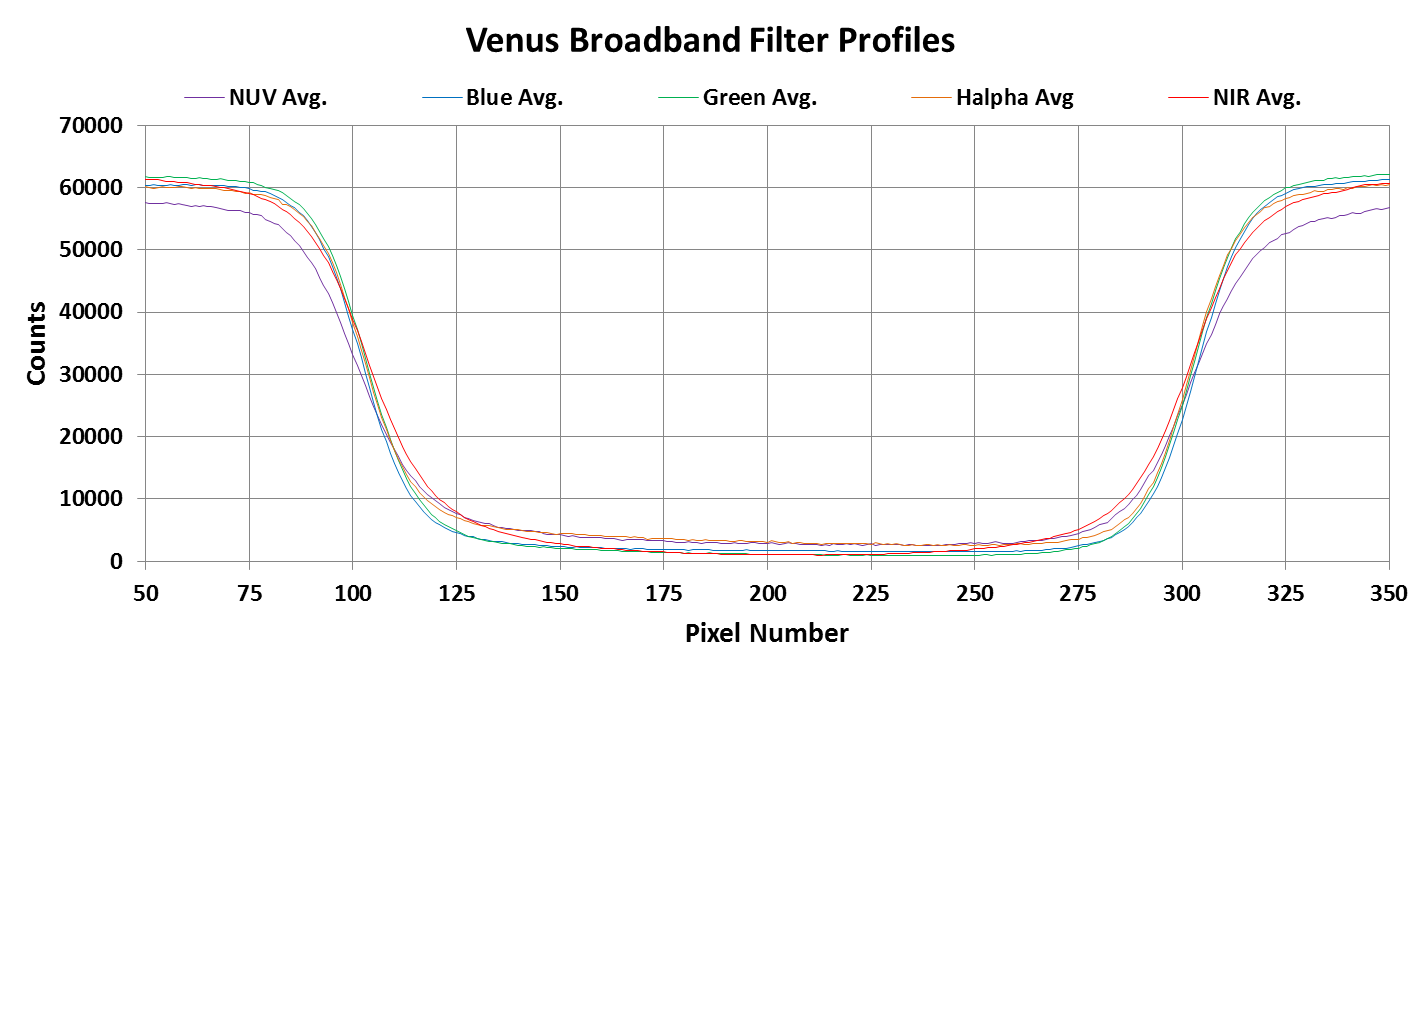 Venus Broadband Filter Profiles
NUV Avg. Blue Avg. Green Avg. Halpha Avg NIR Avg.
70000
60000
50000
40000
30000
20000
10000
0
Counts
50 75 100 125 150 175 200 225 250 275 300 325 350
Pixel Number